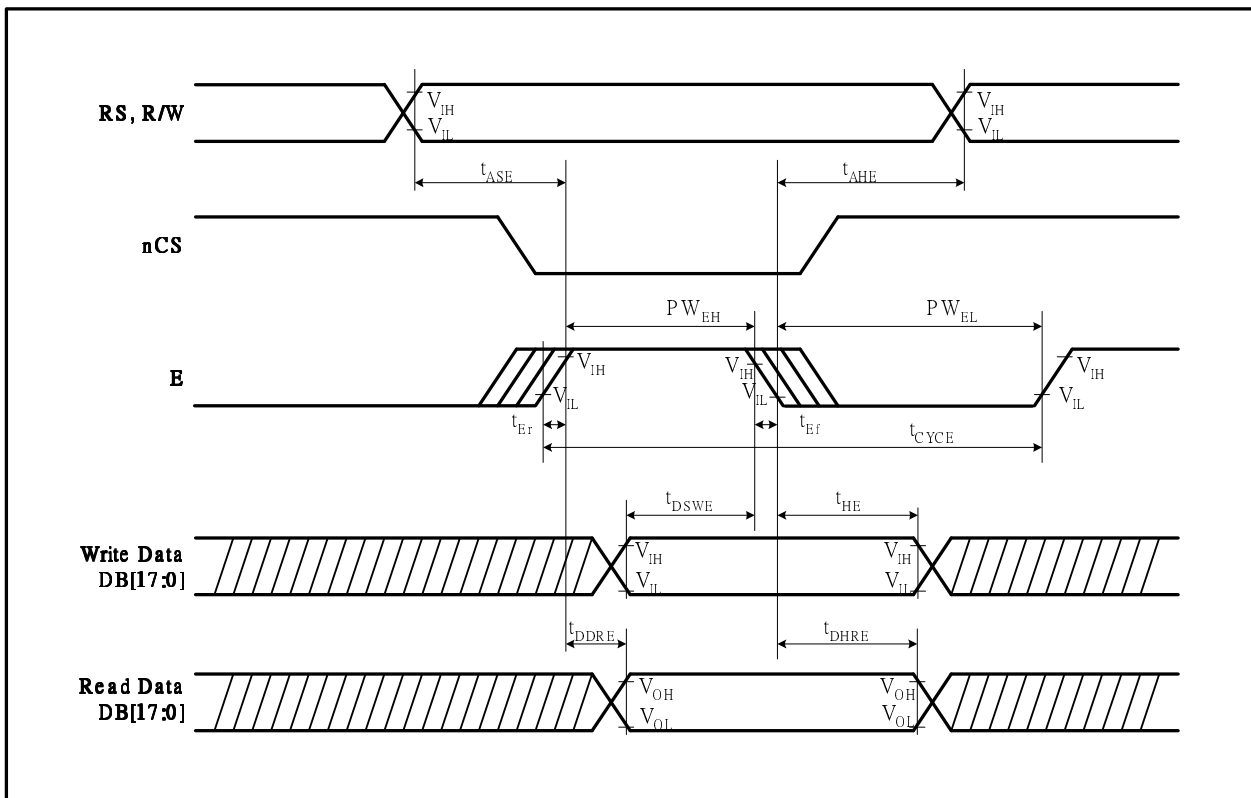 RS, R/W
V_IH
V_IL
V_IH
V_IL
t_ASE
t_AHE
nCS
PW_EH
PW_EL
E
V_IH
V_IL
V_IH
V_IL
V_IH
V_IL
t_Er
t_Ef
t_CYCE
t_DSWE
t_HE
Write Data
DB[17:0]
V_IH
V_IL
V_IH
V_IL
t_DDRE
t_DHRE
Read Data
DB[17:0]
V_OH
V_OL
V_OH
V_OL